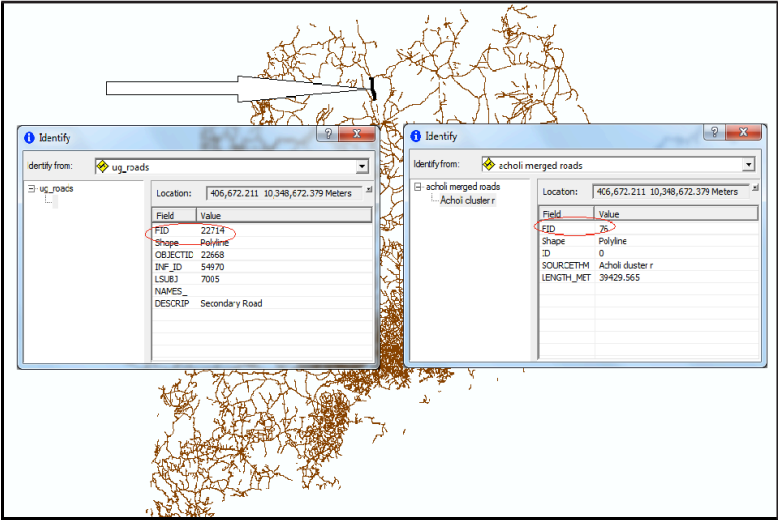 Identify
dentify from: ug_roads
ug_roads
Location: 406,672.211 10,348,672.379 Meters
Field Value
FID 22714
Shape Polyline
OBJECTID 22668
INF_ID 54970
LSUBJ 7005
NAMES_
DESCRIP Secondary Road
Identify
Identify from: acholi merged roads
acholi merged roads
Acholi cluster r
Location: 406,672.211 10,348,672.379 Meters
Field Value
FID 76
Shape Polyline
ID 0
SOURCETHM Acholi cluster r
LENGTH_MET 39429.565